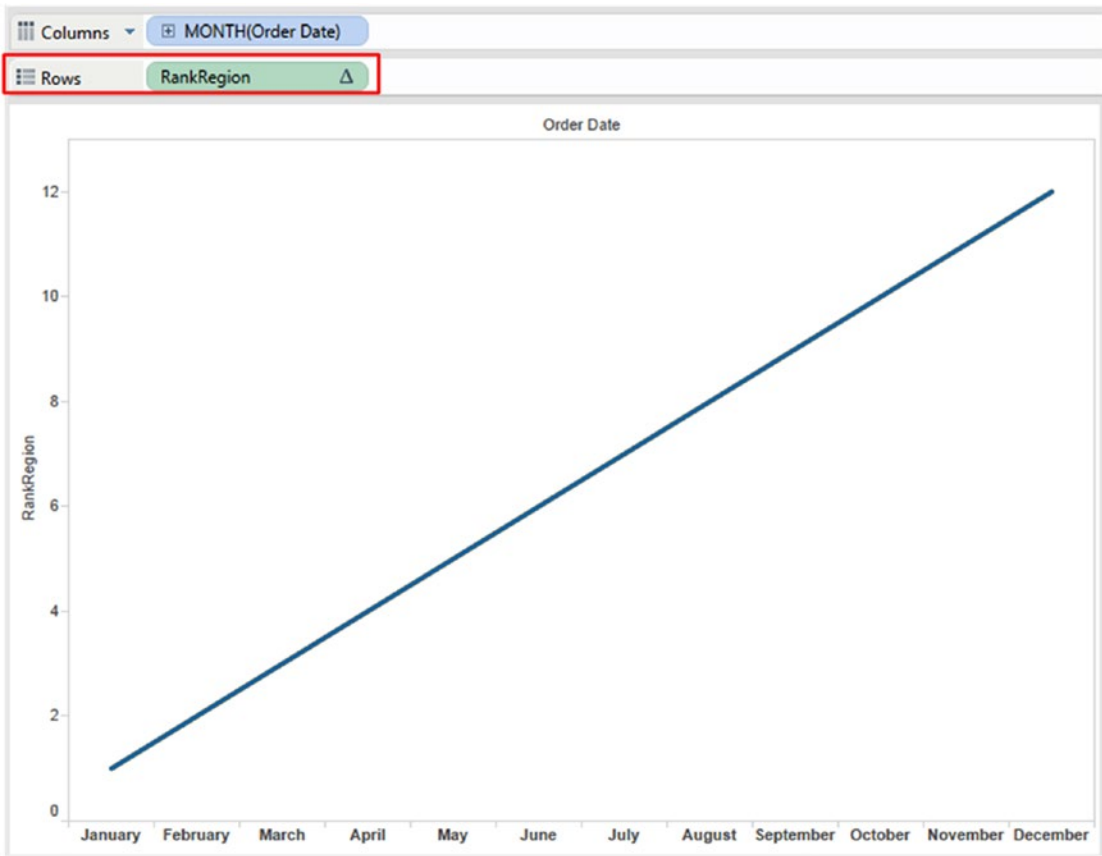 Columns MONTH(Order Date)
Rows RankRegion Δ
Order Date
12
10
8
6
4
2
0
RankRegion
January February March April May June July August September October November December